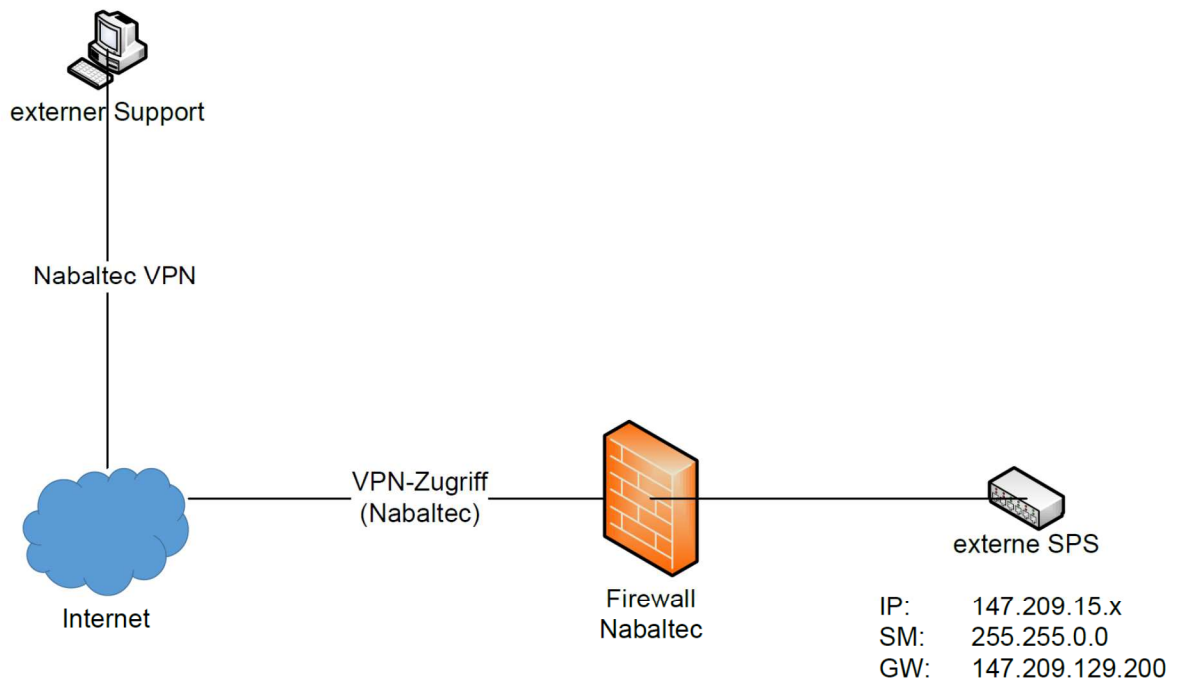 externer Support
Nabaltec VPN
VPN-Zugriff
(Nabaltec)
Internet
Firewall
Nabaltec
externe SPS
IP: 147.209.15.x
SM: 255.255.0.0
GW: 147.209.129.200